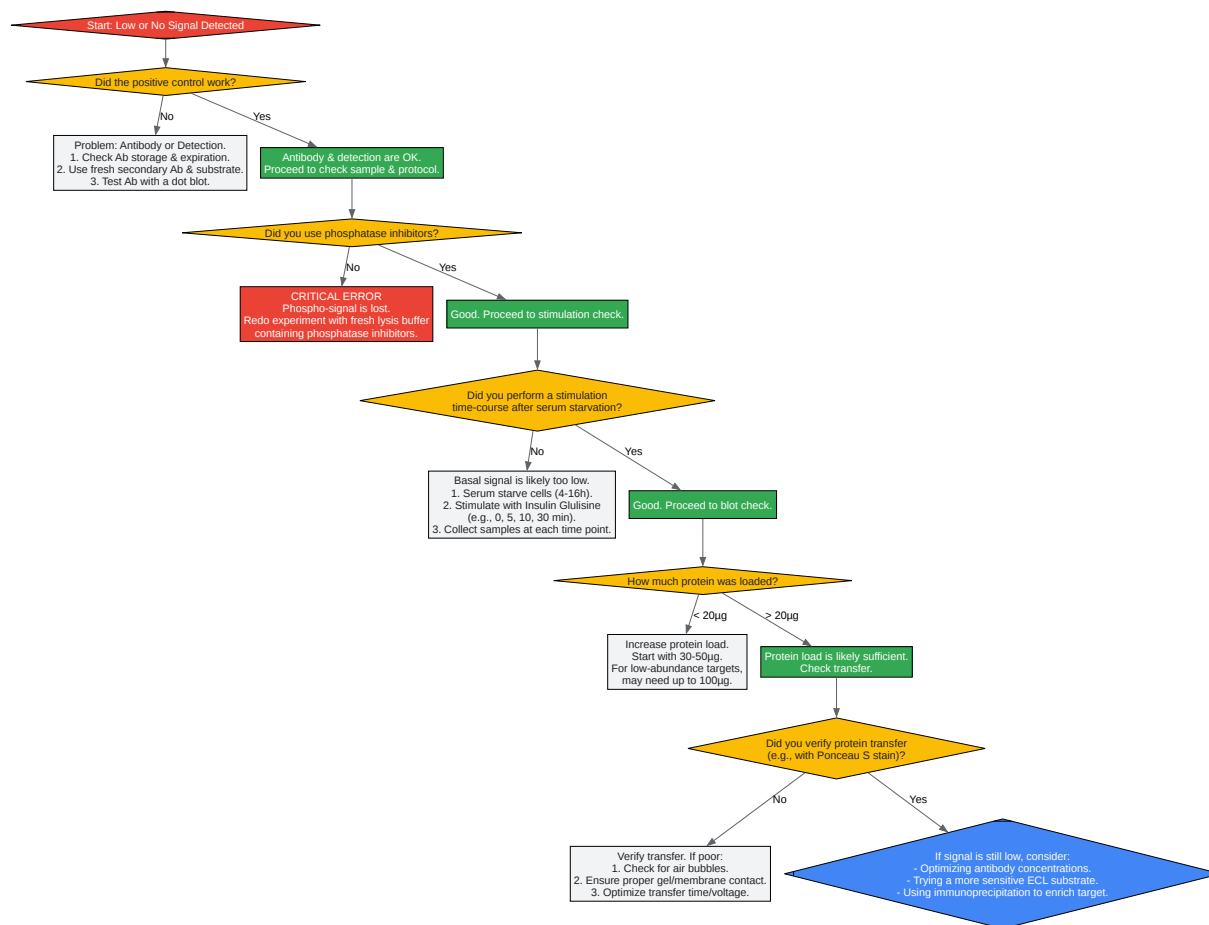 Start: Low or No Signal Detected
Did the positive control work?
No
Yes
Problem: Antibody or Detection.
1. Check Ab storage & expiration.
2. Use fresh secondary Ab & substrate.
3. Test Ab with a dot blot.
Antibody & detection are OK.
Proceed to check sample & protocol.
Did you use phosphatase inhibitors?
No
Yes
CRITICAL ERROR
Phospho-signal is lost.
Redo experiment with fresh lysis buffer
containing phosphatase inhibitors.
Good. Proceed to stimulation check.
Did you perform a stimulation
time-course after serum starvation?
No
Yes
Basal signal is likely too low.
1. Serum starve cells (4-16h).
2. Stimulate with Insulin Glulisine
(e.g., 0, 5, 10, 30 min).
3. Collect samples at each time point.
Good. Proceed to blot check.
How much protein was loaded?
< 20µg
> 20µg
Increase protein load.
Start with 30-50µg.
For low-abundance targets,
may need up to 100µg.
Protein load is likely sufficient.
Check transfer.
Did you verify protein transfer
(e.g., with Ponceau S stain)?
No
Yes
Verify transfer. If poor:
1. Check for air bubbles.
2. Ensure proper gel/membrane contact.
3. Optimize transfer time/voltage.
If signal is still low, consider:
- Optimizing antibody concentrations.
- Trying a more sensitive ECL substrate.
- Using immunoprecipitation to enrich target.